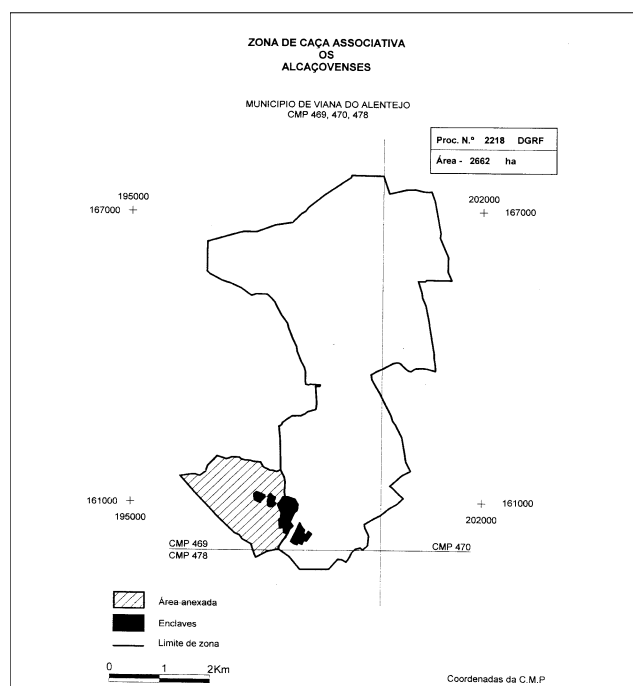 ZONA DE CAÇA ASSOCIATIVA
OS
ALCAÇOVENSES
MUNICIPIO DE VIANA DO ALENTEJO
CMP 469, 470, 478
Proc. N.º 2218 DGRF
Área - 2662 ha
195000
167000
202000
167000
161000
195000
161000
202000
CMP 469
CMP 478
CMP 470
Área anexada
Enclaves
Limite de zona
0 1 2Km
Coordenadas da C.M.P